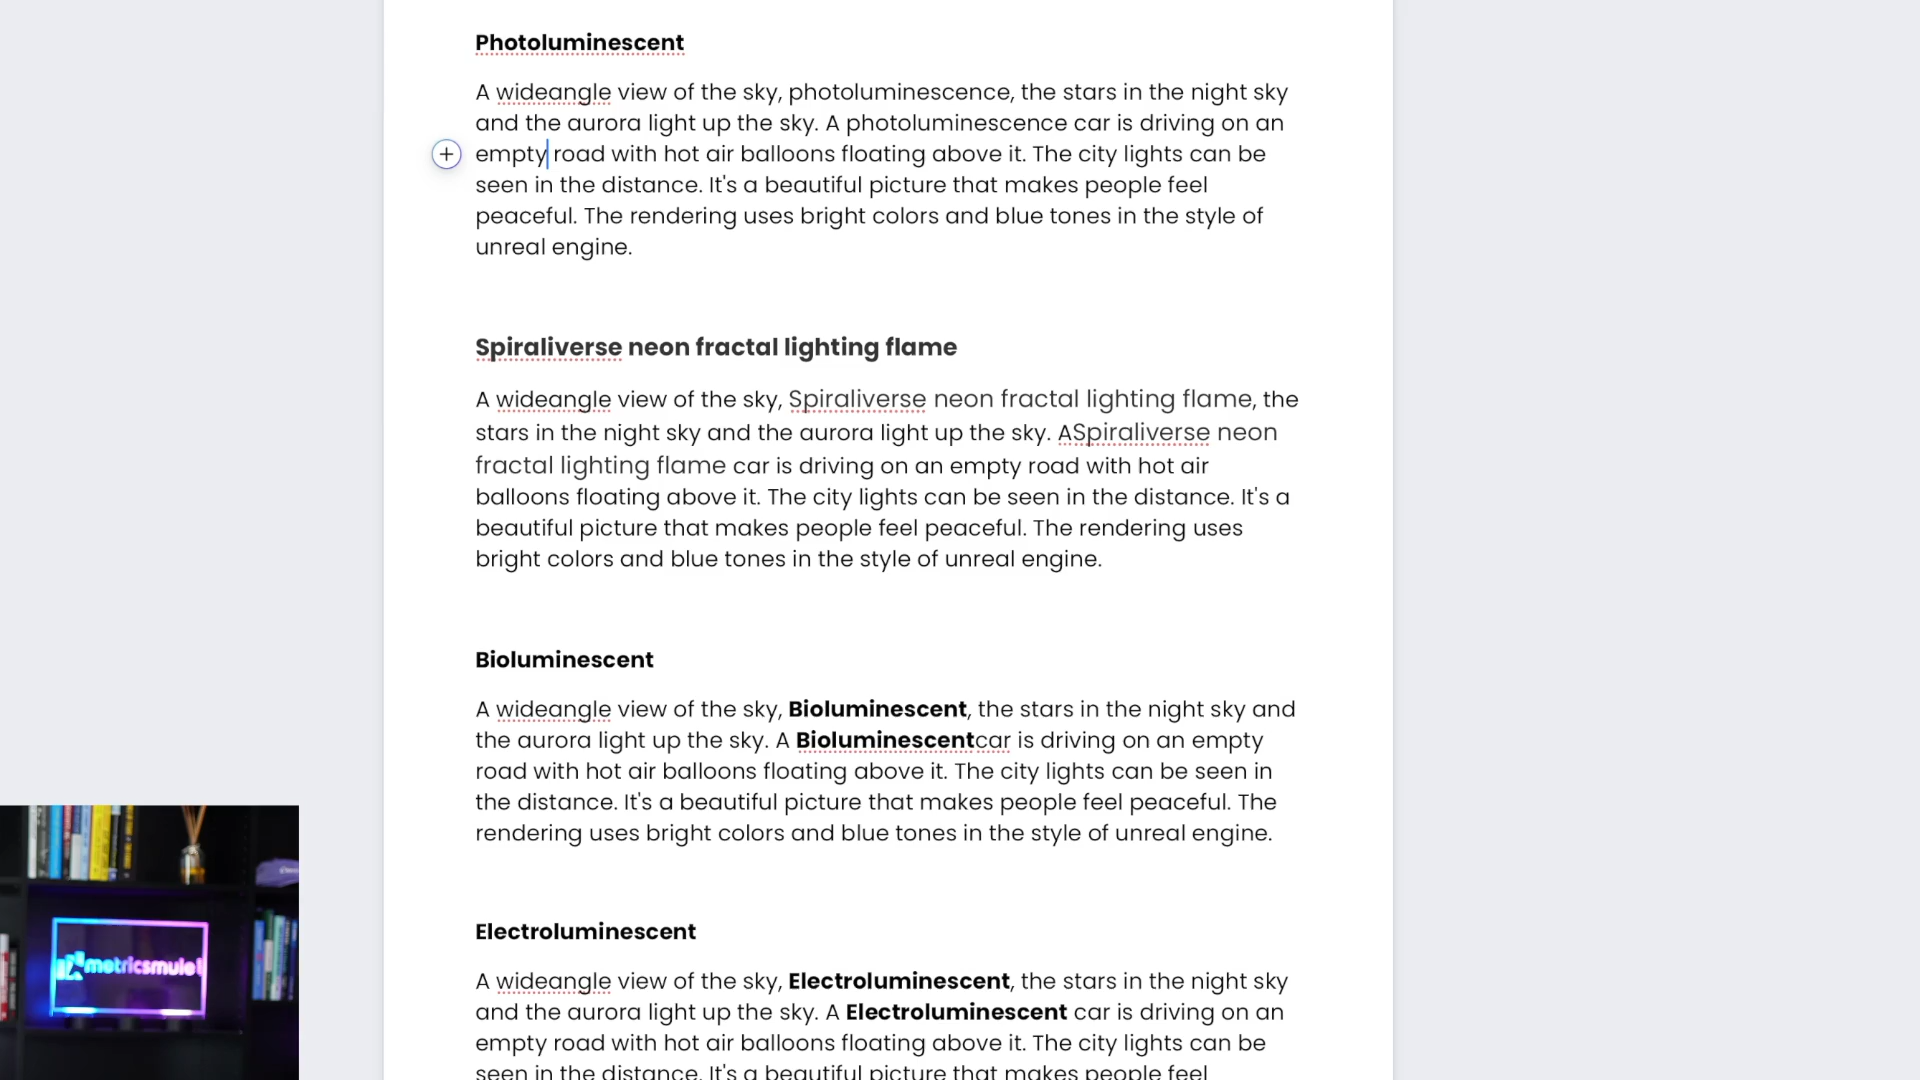 Photoluminescent
A wideangle view of the sky, photoluminescence, the stars in the night sky
and the aurora light up the sky. A photoluminescence car is driving on an
empty road with hot air balloons floating above it. The city lights can be
seen in the distance. It's a beautiful picture that makes people feel
peaceful. The rendering uses bright colors and blue tones in the style of
unreal engine.
Spiraliverse neon fractal lighting flame
A wideangle view of the sky, Spiraliverse neon fractal lighting flame, the
stars in the night sky and the aurora light up the sky. ASpiraliverse neon
fractal lighting flame car is driving on an empty road with hot air
balloons floating above it. The city lights can be seen in the distance. It's a
beautiful picture that makes people feel peaceful. The rendering uses
bright colors and blue tones in the style of unreal engine.
Bioluminescent
A wideangle view of the sky, Bioluminescent, the stars in the night sky and
the aurora light up the sky. A Bioluminescentcar is driving on an empty
road with hot air balloons floating above it. The city lights can be seen in
the distance. It's a beautiful picture that makes people feel peaceful. The
rendering uses bright colors and blue tones in the style of unreal engine.
Electroluminescent
A wideangle view of the sky, Electroluminescent, the stars in the night sky
and the aurora light up the sky. A Electroluminescent car is driving on an
empty road with hot air balloons floating above it. The city lights can be
seen in the distance. It's a beautiful picture that makes people feel
metricsmule